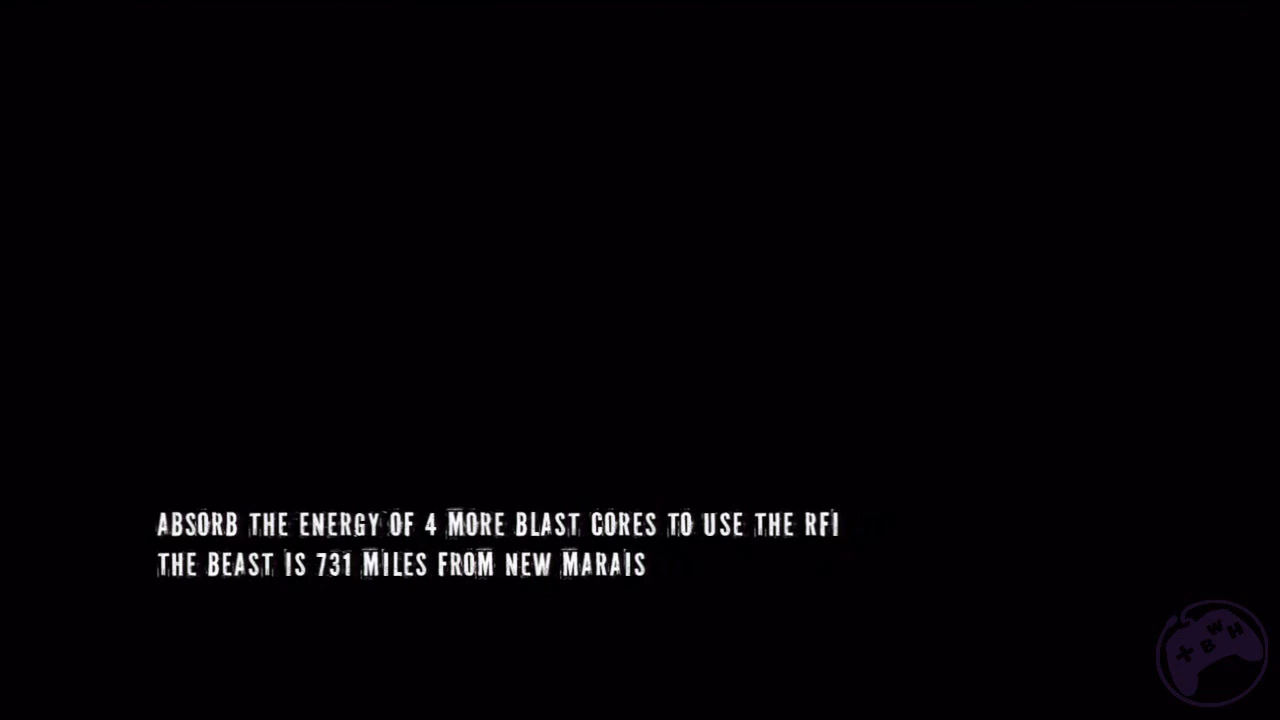 ABSORB THE ENERGY OF 4 MORE BLAST CORES TO USE THE RFI
THE BEAST IS 731 MILES FROM NEW MARAIS
W
B H